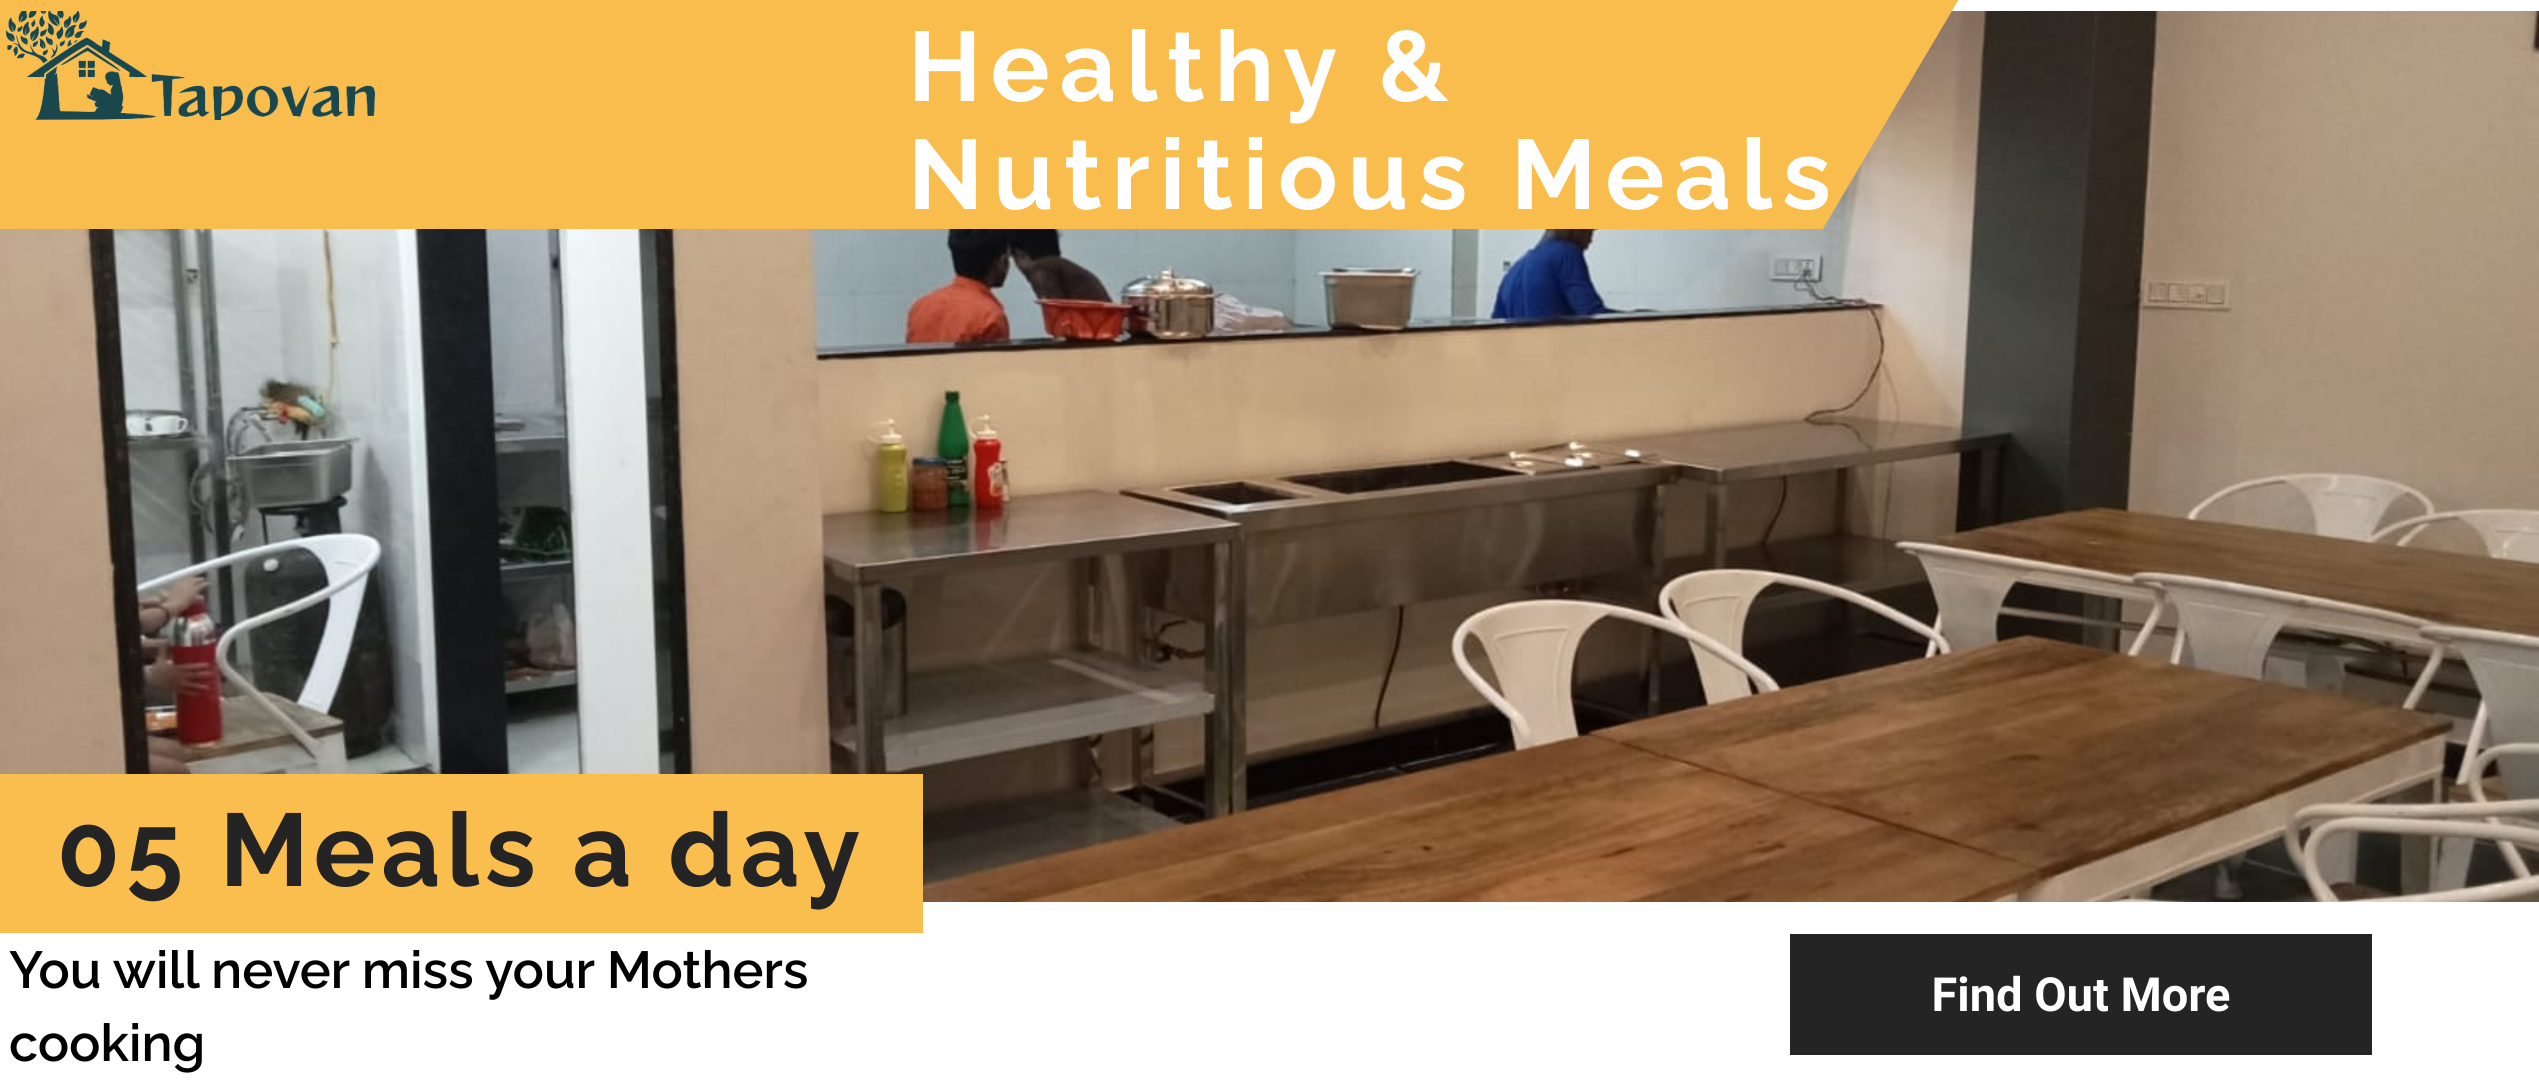 Tapovan
Healthy &
Nutritious Meals
05 Meals a day
You will never miss your Mothers
cooking
Find Out More